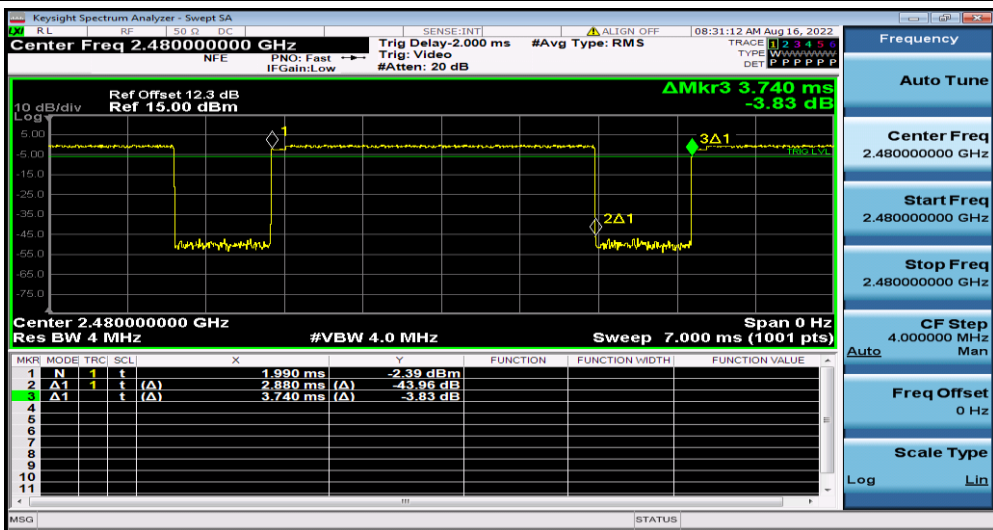 Keysight Spectrum Analyzer - Swept SA
LXI RL RF 50 Ω DC SENSE:INT ALIGN OFF 08:31:12 AM Aug 16, 2022
Center Freq 2.480000000 GHz Trig Delay-2.000 ms #Avg Type: RMS TRACE 1 2 3 4 5 6
NFE PNO: Fast Trig: Video TYPE WWWWWW
IFGain:Low #Atten: 20 dB DET P P P P P P
ΔMkr3 3.740 ms
-3.83 dB
Ref Offset 12.3 dB
10 dB/div Ref 15.00 dBm
Log
5.00
-5.00
-15.0
-25.0
-35.0
-45.0
-55.0
-65.0
-75.0
1
3Δ1
TRIG LVL
2Δ1
Center 2.480000000 GHz Span 0 Hz
Res BW 4 MHz #VBW 4.0 MHz Sweep 7.000 ms (1001 pts)
MKR MODE TRC SCL X Y FUNCTION FUNCTION WIDTH FUNCTION VALUE
1 N 1 t 1.990 ms -2.39 dBm
2 Δ1 1 t (Δ) 2.880 ms (Δ) -43.96 dB
3 Δ1 t (Δ) 3.740 ms (Δ) -3.83 dB
4
5
6
7
8
9
10
11
MSG STATUS
Frequency
Auto Tune
Center Freq
2.480000000 GHz
Start Freq
2.480000000 GHz
Stop Freq
2.480000000 GHz
CF Step
4.000000 MHz
Auto Man
Freq Offset
0 Hz
Scale Type
Log Lin